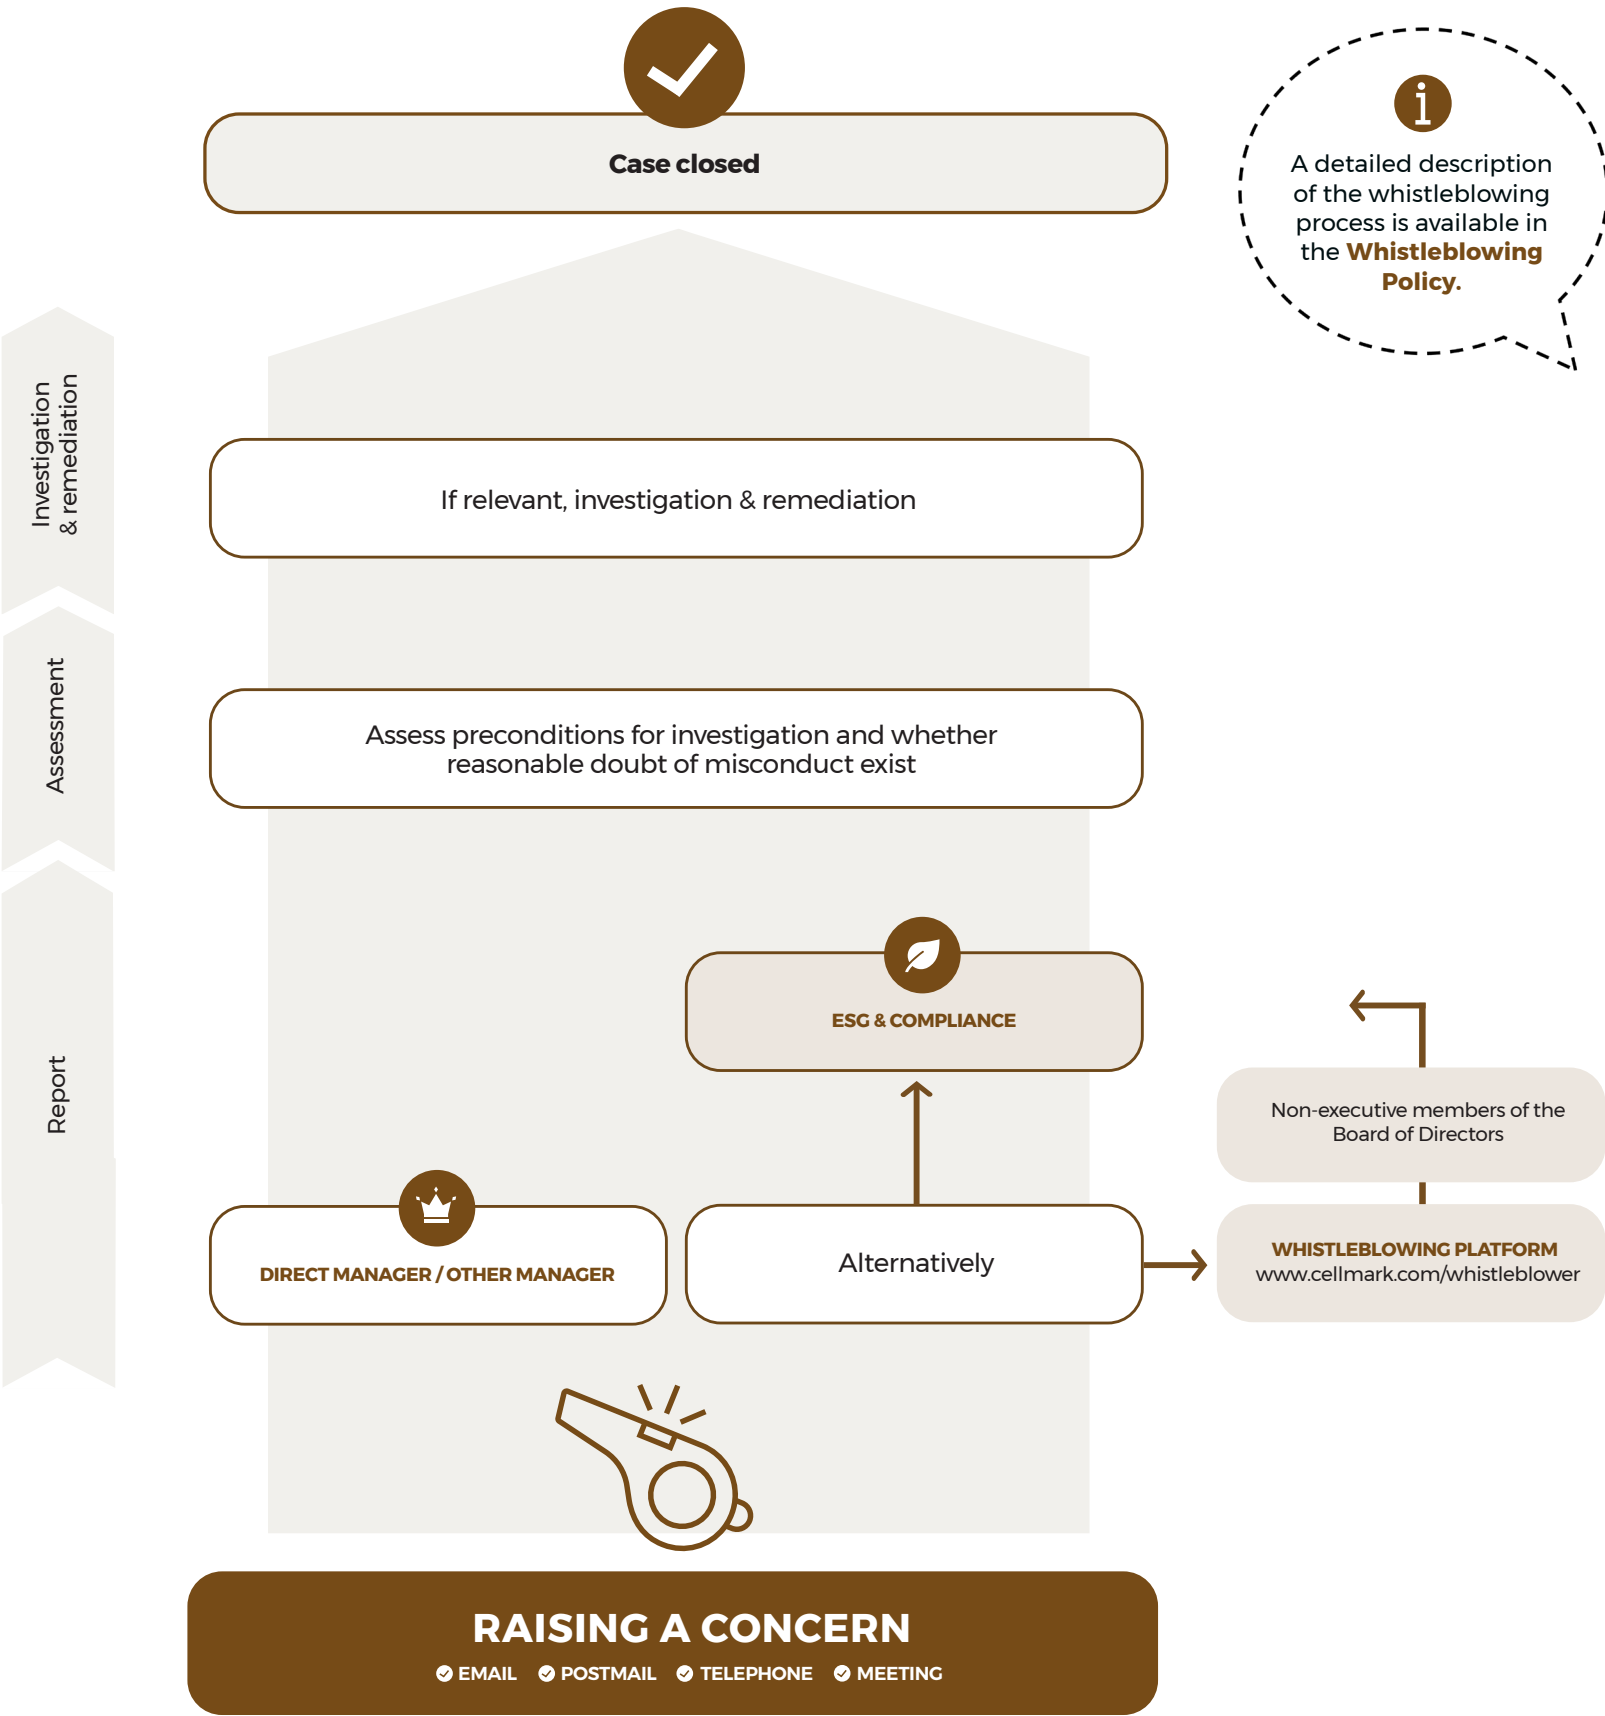 Case closed
A detailed description
of the whistleblowing
process is available in
the Whistleblowing
Policy.
Investigation
& remediation
If relevant, investigation & remediation
Assessment
Assess preconditions for investigation and whether
reasonable doubt of misconduct exist
Report
ESG & COMPLIANCE
Non-executive members of the
Board of Directors
DIRECT MANAGER / OTHER MANAGER
Alternatively
WHISTLEBLOWING PLATFORM
www.cellmark.com/whistleblower
RAISING A CONCERN
EMAIL POSTMAIL TELEPHONE MEETING